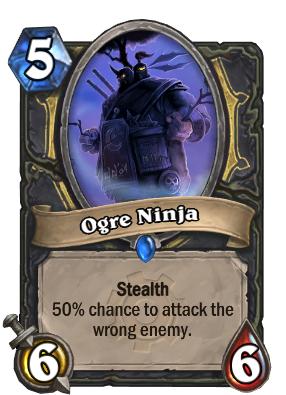 5
Ogre Ninja
Stealth
50% chance to attack the
wrong enemy.
6
6